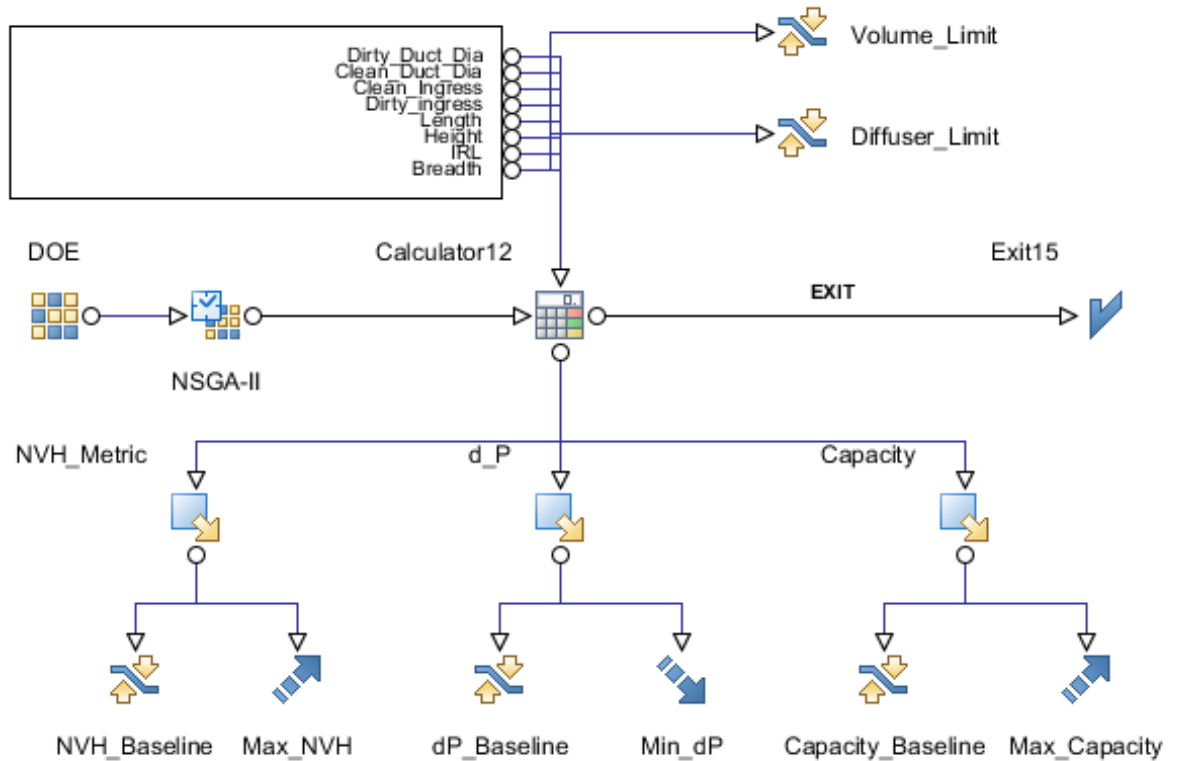 Volume_Limit
Dirty_Duct_Dia
Clean_Duct_Dia
Clean_Ingress
Dirty_ingress
Length
Height
IRL
Breadth
Diffuser_Limit
DOE
Calculator12
Exit15
EXIT
0.
NSGA-II
NVH_Metric
d_P
Capacity
NVH_Baseline
Max_NVH
dP_Baseline
Min_dP
Capacity_Baseline
Max_Capacity